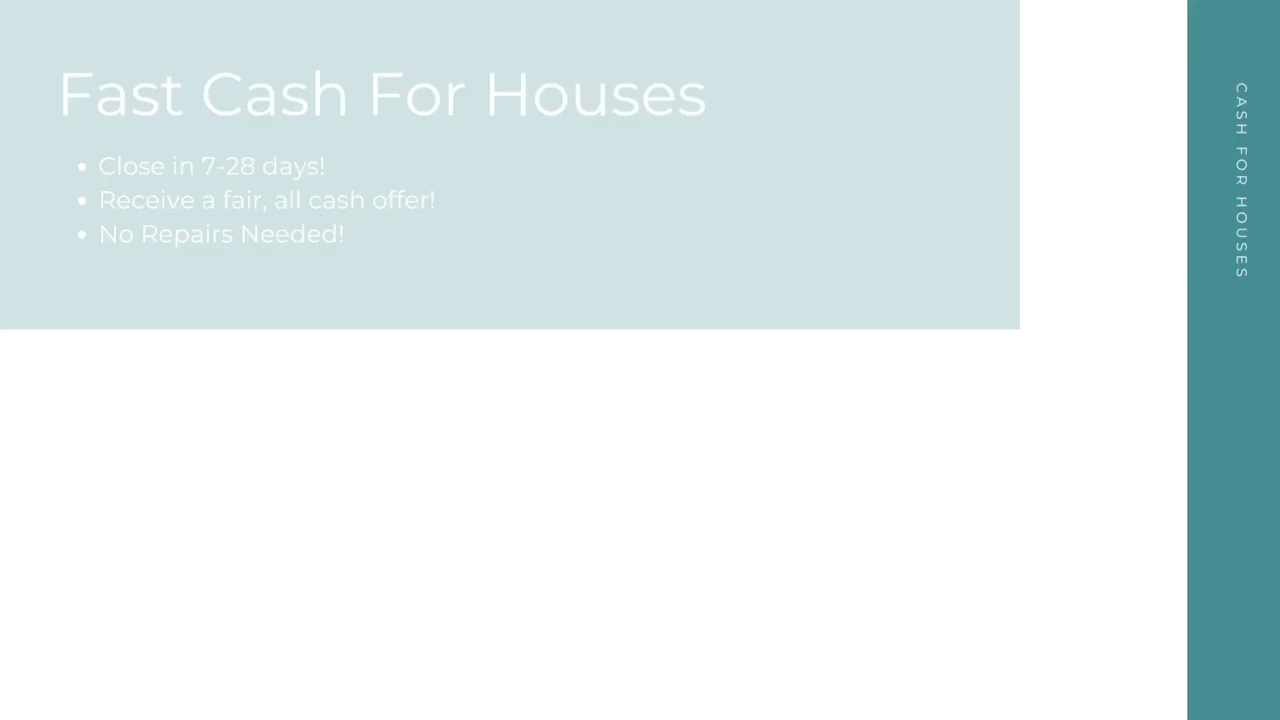 Fast Cash For Houses
• Close in 7-28 days!
• Receive a fair, all cash offer!
• No Repairs Needed!
CASH FOR HOUSES